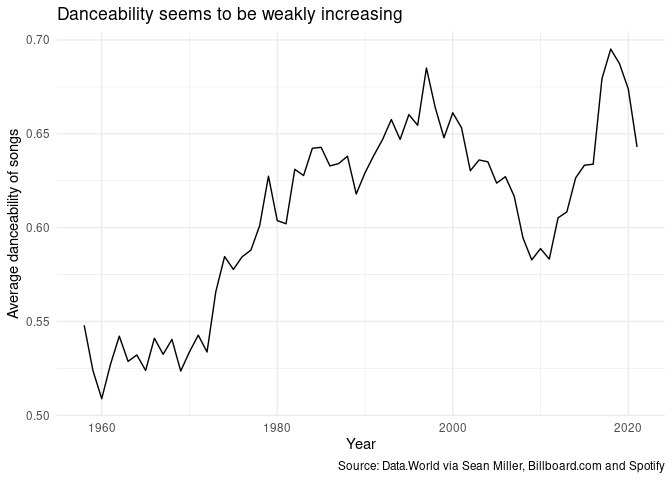 Danceability seems to be weakly increasing
Average danceability of songs
0.70
0.65
0.60
0.55
0.50
1960
1980
2000
2020
Year
Source: Data.World via Sean Miller, Billboard.com and Spotify